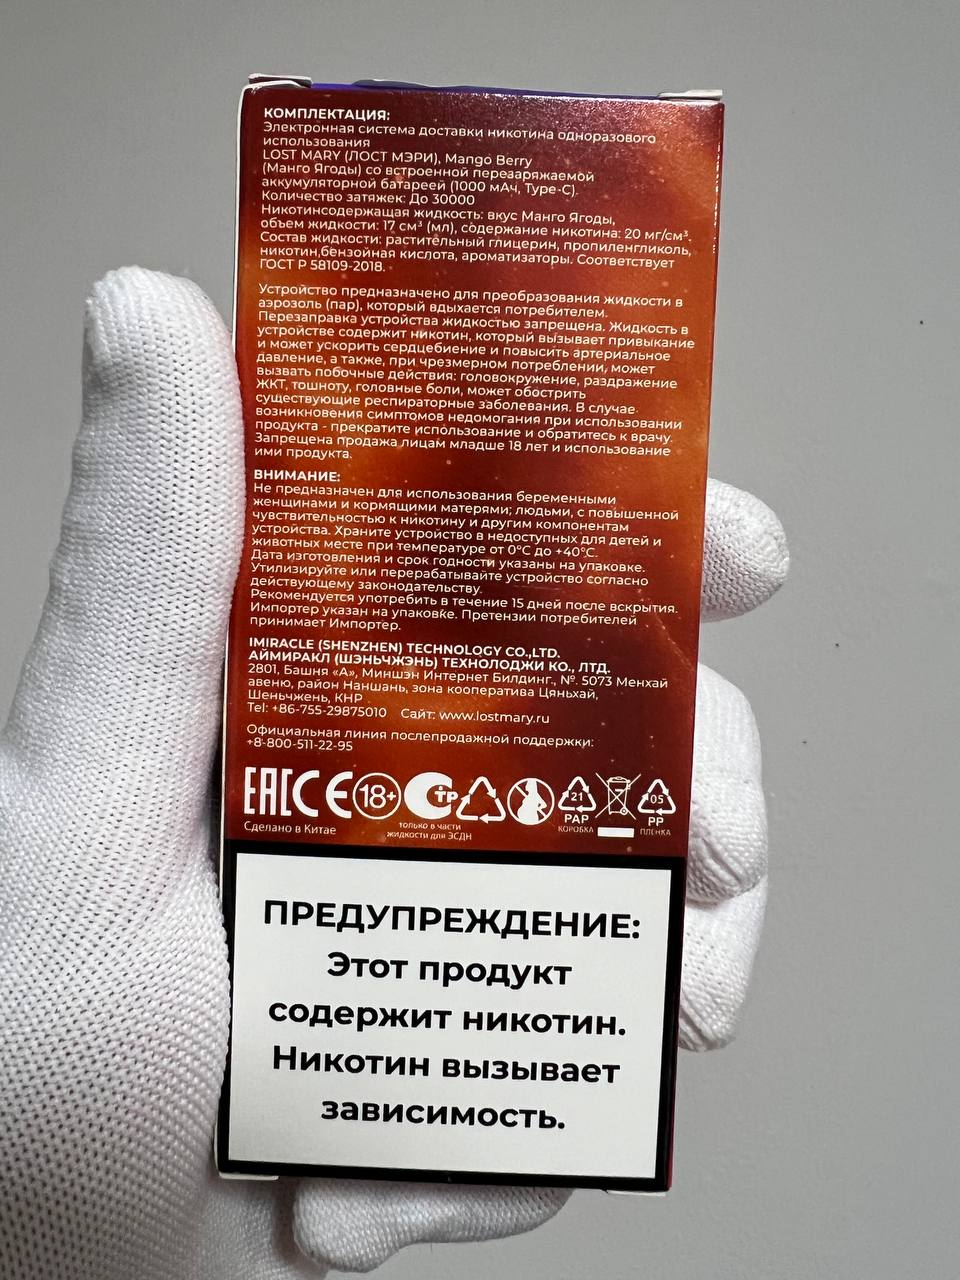 КОМПЛЕКТАЦИЯ:
Электронная система доставки никотина одноразового
использования
LOST MARY (ЛОСТ МЭРИ), Mango Berry
(Манго Ягоды) со встроенной перезаряжаемой
аккумуляторной батареей (1000 мАч, Type-C).
Количество затяжек: До 30000
Никотинсодержащая жидкость: вкус Манго Ягоды,
объем жидкости: 17 см³ (мл), содержание никотина: 20 мг/см³.
Состав жидкости: растительный глицерин, пропиленгликоль,
никотин,бензойная кислота, ароматизаторы. Соответствует
ГОСТ Р 58109-2018.
Устройство предназначено для преобразования жидкости в
аэрозоль (пар), который вдыхается потребителем.
Перезаправка устройства жидкостью запрещена. Жидкость в
устройстве содержит никотин, который вызывает привыкание
и может ускорить сердцебиение и повысить артериальное
давление, а также, при чрезмерном потреблении, может
вызвать побочные действия: головокружение, раздражение
ЖКТ, тошноту, головные боли, может обострить
существующие респираторные заболевания. В случае
возникновения симптомов недомогания при использовании
продукта - прекратите использование и обратитесь к врачу.
Запрещена продажа лицам младше 18 лет и использование
ими продукта.
ВНИМАНИЕ:
Не предназначен для использования беременными
женщинами и кормящими матерями; людьми, с повышенной
чувствительностью к никотину и другим компонентам
устройства. Храните устройство в недоступных для детей и
животных месте при температуре от 0°C до +40°C.
Дата изготовления и срок годности указаны на упаковке.
Утилизируйте или перерабатывайте устройство согласно
действующему законодательству.
Рекомендуется употребить в течение 15 дней после вскрытия.
Импортер указан на упаковке. Претензии потребителей
принимает Импортер.
IMIRACLE (SHENZHEN) TECHNOLOGY CO.,LTD.
АЙМИРАКЛ (ШЭНЬЧЖЭНЬ) ТЕХНОЛОДЖИ КО., ЛТД.
2801, Башня «А», Миншэн Интернет Билдинг., №. 5073 Менхай
авеню, район Наньшань, зона кооператива Цяньхай,
Шеньчжень, КНР
Tel: +86-755-29875010 Сайт: www.lostmary.ru
Официальная линия послепродажной поддержки:
+8-800-511-22-95
EAC CE 18+ СТР 21 05
PAP PP
Сделано в Китае только в части КОРОБКА ПЛЕНКА
жидкости для ЭСДН
ПРЕДУПРЕЖДЕНИЕ:
Этот продукт
содержит никотин.
Никотин вызывает
зависимость.